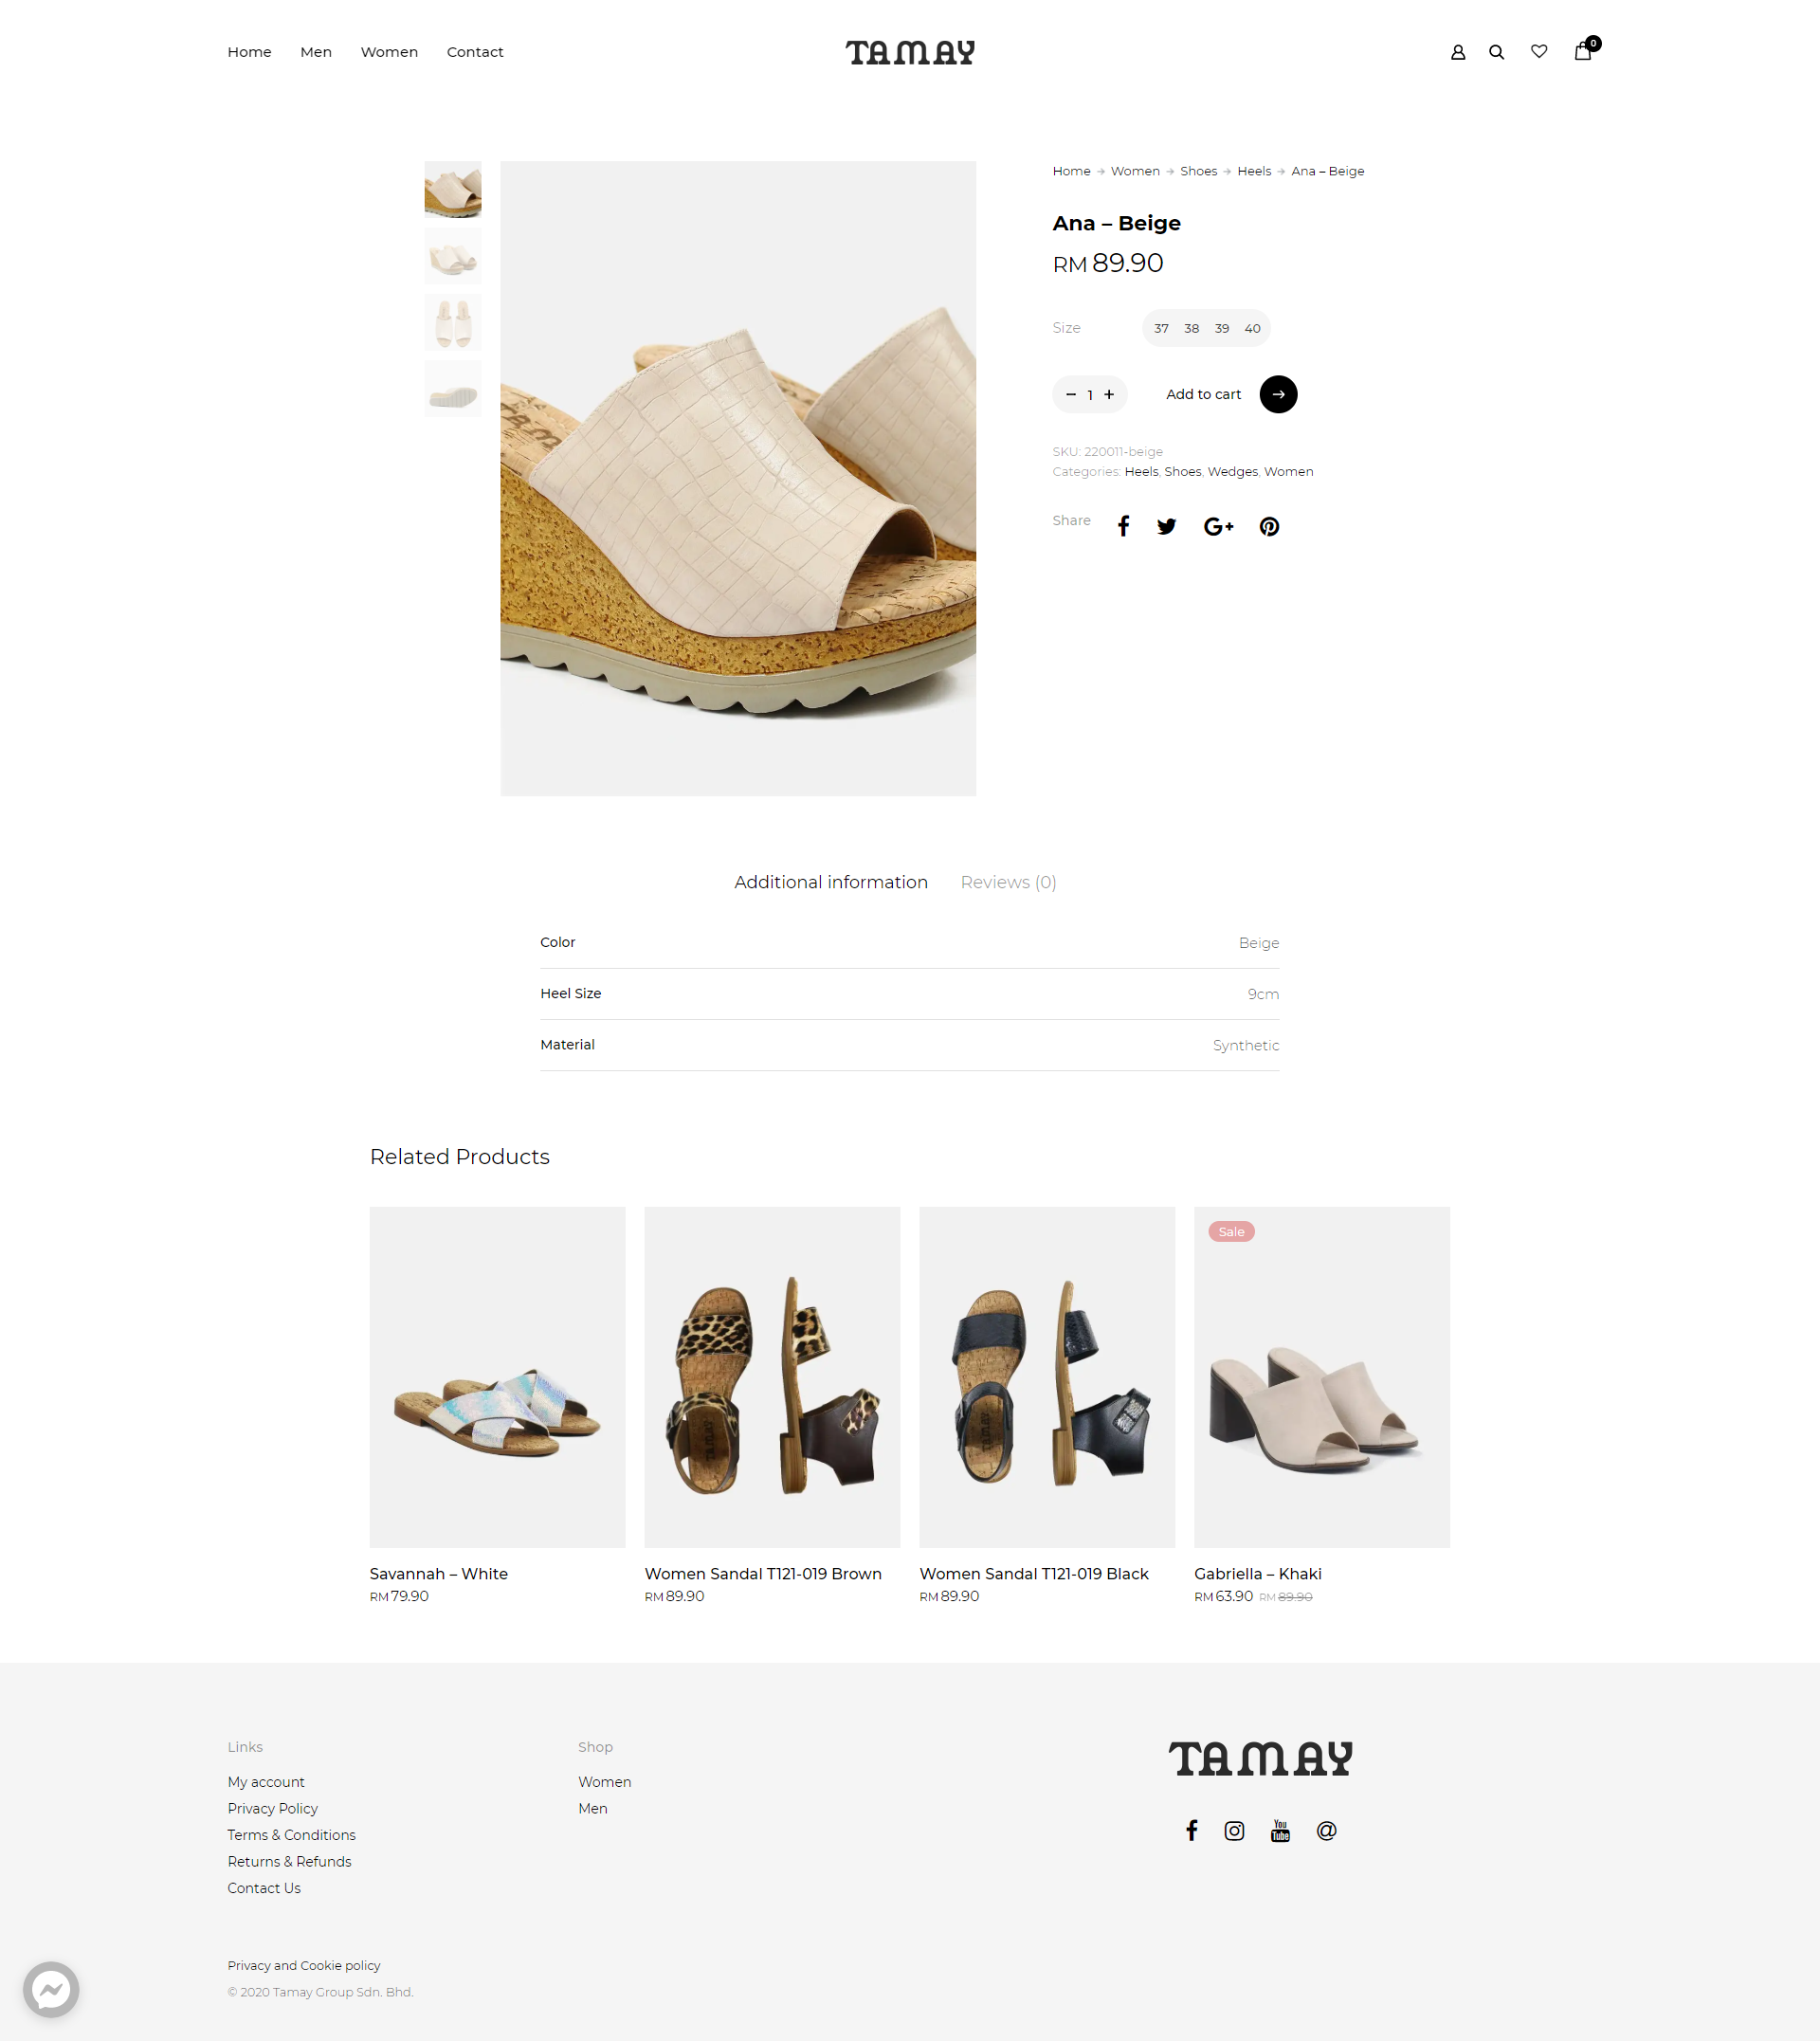 Home Men Women Contact
TAMAY
0
Home → Women → Shoes → Heels → Ana – Beige
Ana – Beige
RM 89.90
Size 37 38 39 40
− 1 + Add to cart →
SKU: 220011-beige
Categories: Heels, Shoes, Wedges, Women
Share
Additional information Reviews (0)
Color Beige
Heel Size 9cm
Material Synthetic
Related Products
Sale
TAMAY
TAMAY
Savannah – White
RM 79.90
Women Sandal T121-019 Brown
RM 89.90
Women Sandal T121-019 Black
RM 89.90
Gabriella – Khaki
RM 63.90 RM 89.90
Links
My account
Privacy Policy
Terms & Conditions
Returns & Refunds
Contact Us
Shop
Women
Men
TAMAY
You Tube @
Privacy and Cookie policy
© 2020 Tamay Group Sdn. Bhd.